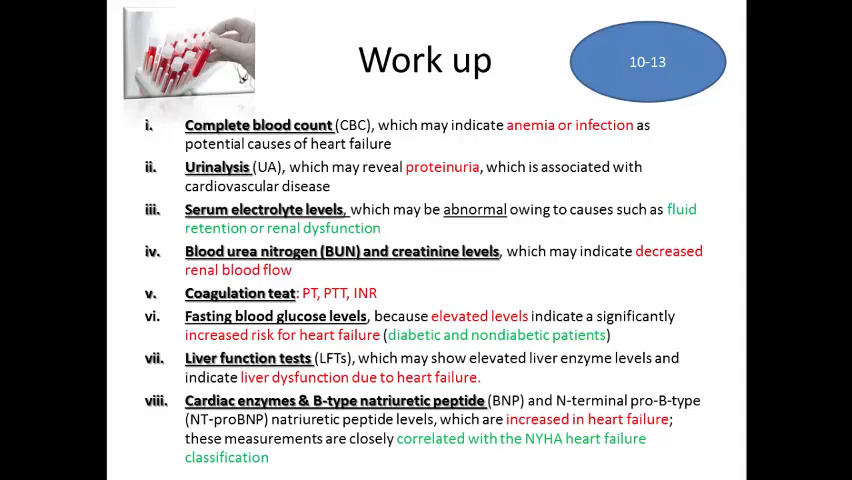 Work up
10-13
i. Complete blood count (CBC), which may indicate anemia or infection as
potential causes of heart failure
ii. Urinalysis (UA), which may reveal proteinuria, which is associated with
cardiovascular disease
iii. Serum electrolyte levels, which may be abnormal owing to causes such as fluid
retention or renal dysfunction
iv. Blood urea nitrogen (BUN) and creatinine levels, which may indicate decreased
renal blood flow
v. Coagulation teat: PT, PTT, INR
vi. Fasting blood glucose levels, because elevated levels indicate a significantly
increased risk for heart failure (diabetic and nondiabetic patients)
vii. Liver function tests (LFTs), which may show elevated liver enzyme levels and
indicate liver dysfunction due to heart failure.
viii. Cardiac enzymes & B-type natriuretic peptide (BNP) and N-terminal pro-B-type
(NT-proBNP) natriuretic peptide levels, which are increased in heart failure;
these measurements are closely correlated with the NYHA heart failure
classification